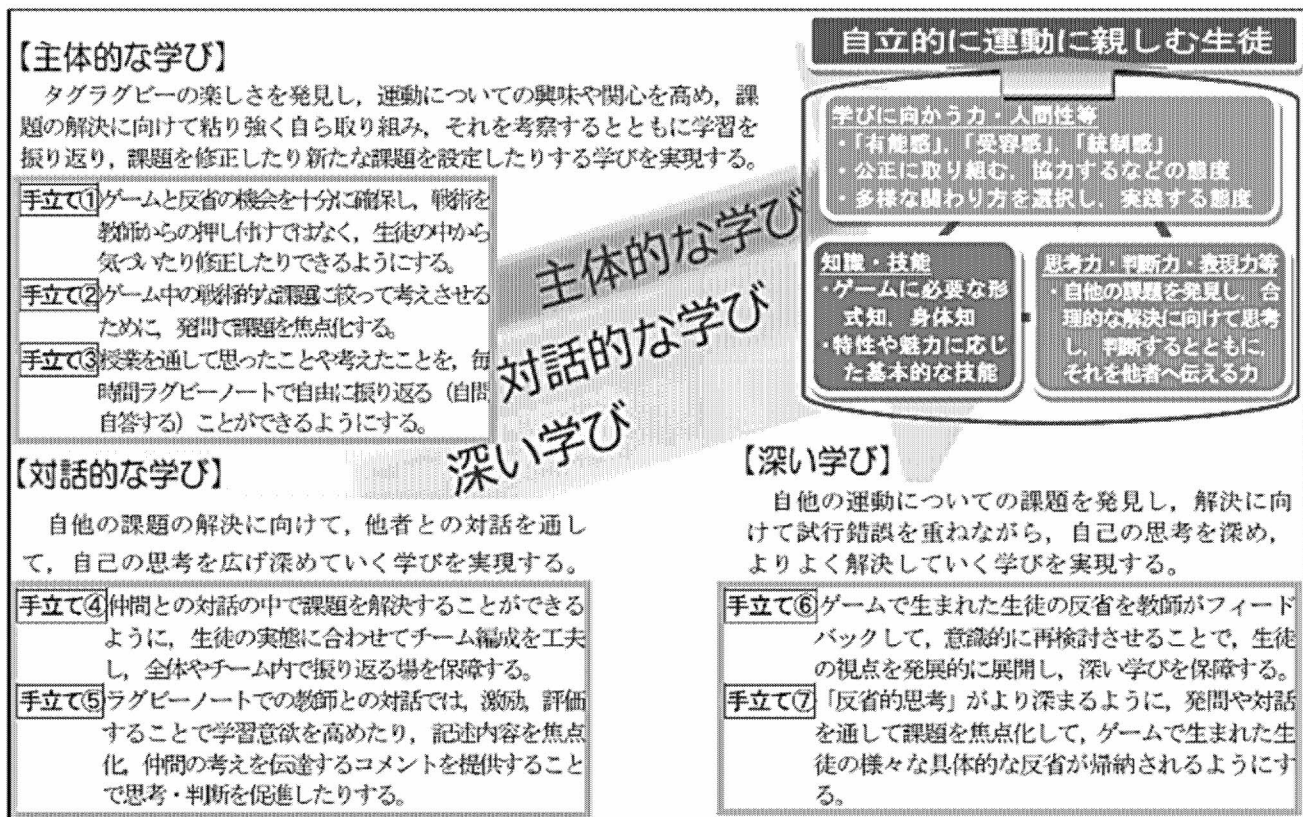 【主体的な学び】
タグラグビーの楽しさを発見し，運動についての興味や関心を高め，課
題の解決に向けて粘り強く自ら取り組み，それを考察するとともに学習を
振り返り，課題を修正したり新たな課題を設定したりする学びを実現する。
手立て①ゲームと反省の機会を十分に確保し，戦術を
教師からの押し付けではなく，生徒の中から
気づいたり修正したりできるようにする。
手立て②ゲーム中の戦術的な課題に絞って考えさせる
ために，発問で課題を焦点化する。
手立て③授業を通して思ったことや考えたことを，毎
時間ラグビーノートで自由に振り返る（自問
自答する）ことができるようにする。
主体的な学び
対話的な学び
深い学び
自立的に運動に親しむ生徒
学びに向かう力・人間性等
・「有能感」，「受容感」，「統制感」
・公正に取り組む，協力するなどの態度
・多様な関わり方を選択し，実践する態度
知識・技能
・ゲームに必要な形
式知，身体知
・特性や魅力に応じ
た基本的な技能
思考力・判断力・表現力等
・自他の課題を発見し，合
理的な解決に向けて思考
し，判断するとともに，
それを他者へ伝える力
【対話的な学び】
自他の課題の解決に向けて，他者との対話を通し
て，自己の思考を広げ深めていく学びを実現する。
手立て④仲間との対話の中で課題を解決することができる
ように，生徒の実態に合わせてチーム編成を工夫
し，全体やチーム内で振り返る場を保障する。
手立て⑤ラグビーノートでの教師との対話では，激励，評価
することで学習意欲を高めたり，記述内容を焦点
化，仲間の考えを伝達するコメントを提供すること
で思考・判断を促進したりする。
【深い学び】
自他の運動についての課題を発見し，解決に向
けて試行錯誤を重ねながら，自己の思考を深め，
よりよく解決していく学びを実現する。
手立て⑥ゲームで生まれた生徒の反省を教師がフィード
バックして，意識的に再検討させることで，生徒
の視点を発展的に展開し，深い学びを保障する。
手立て⑦「反省的思考」がより深まるように，発問や対話
を通して課題を焦点化して，ゲームで生まれた生
徒の様々な具体的な反省が帰納されるようにす
る。